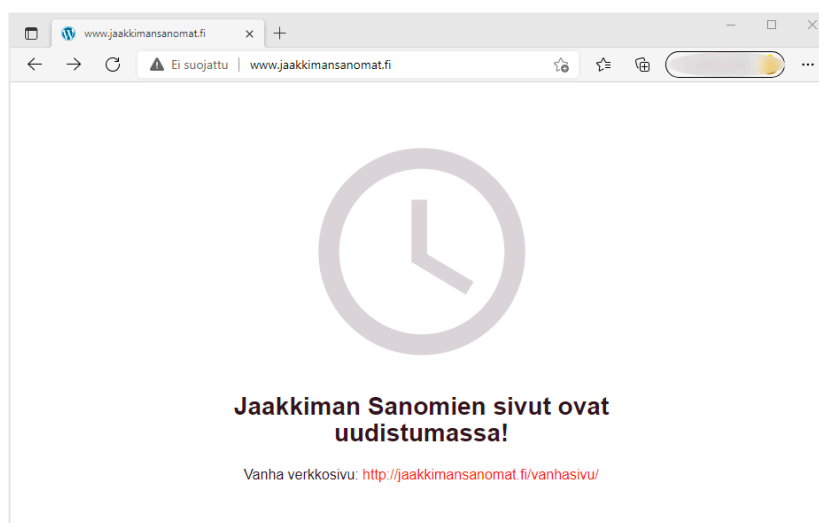 www.jaakkimansanomat.fi
Ei suojattu | www.jaakkimansanomat.fi
Jaakkiman Sanomien sivut ovat
uudistumassa!
Vanha verkkosivu: http://jaakkimansanomat.fi/vanhasivu/